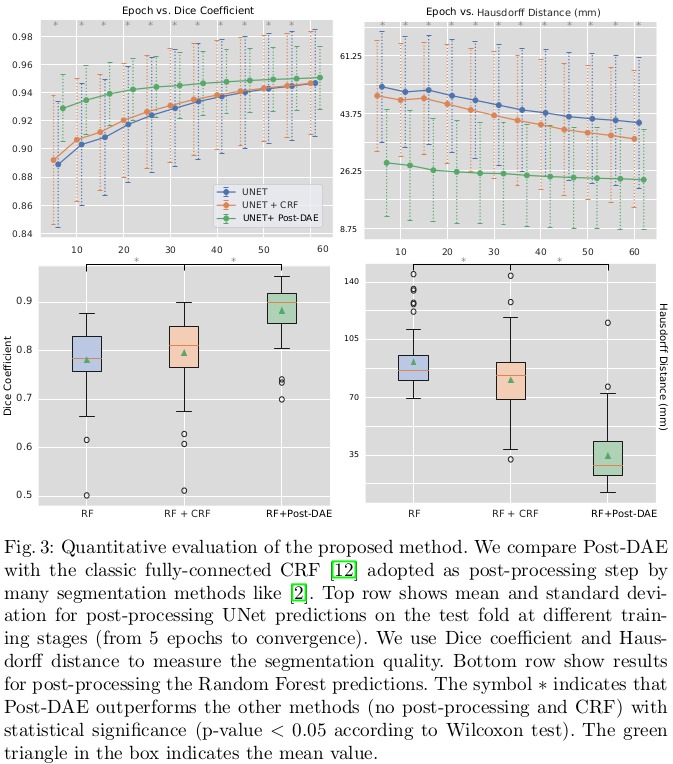 Epoch vs. Dice Coefficient
0.98
0.96
0.94
0.92
0.90
0.88
0.86
0.84
* * * * * * * * * * * *
10 20 30 40 50 60
UNET
UNET + CRF
UNET+ Post-DAE
Epoch vs. Hausdorff Distance (mm)
61.25
43.75
26.25
8.75
* * * * * * * * * * * *
10 20 30 40 50 60
Dice Coefficient
0.9
0.8
0.7
0.6
0.5
* *
RF RF + CRF RF+Post-DAE
140
105
70
35
* *
RF RF + CRF RF+Post-DAE
Hausdorff Distance (mm)
Fig. 3: Quantitative evaluation of the proposed method. We compare Post-DAE
with the classic fully-connected CRF [12] adopted as post-processing step by
many segmentation methods like [2]. Top row shows mean and standard devi-
ation for post-processing UNet predictions on the test fold at different train-
ing stages (from 5 epochs to convergence). We use Dice coefficient and Haus-
dorff distance to measure the segmentation quality. Bottom row show results
for post-processing the Random Forest predictions. The symbol * indicates that
Post-DAE outperforms the other methods (no post-processing and CRF) with
statistical significance (p-value < 0.05 according to Wilcoxon test). The green
triangle in the box indicates the mean value.